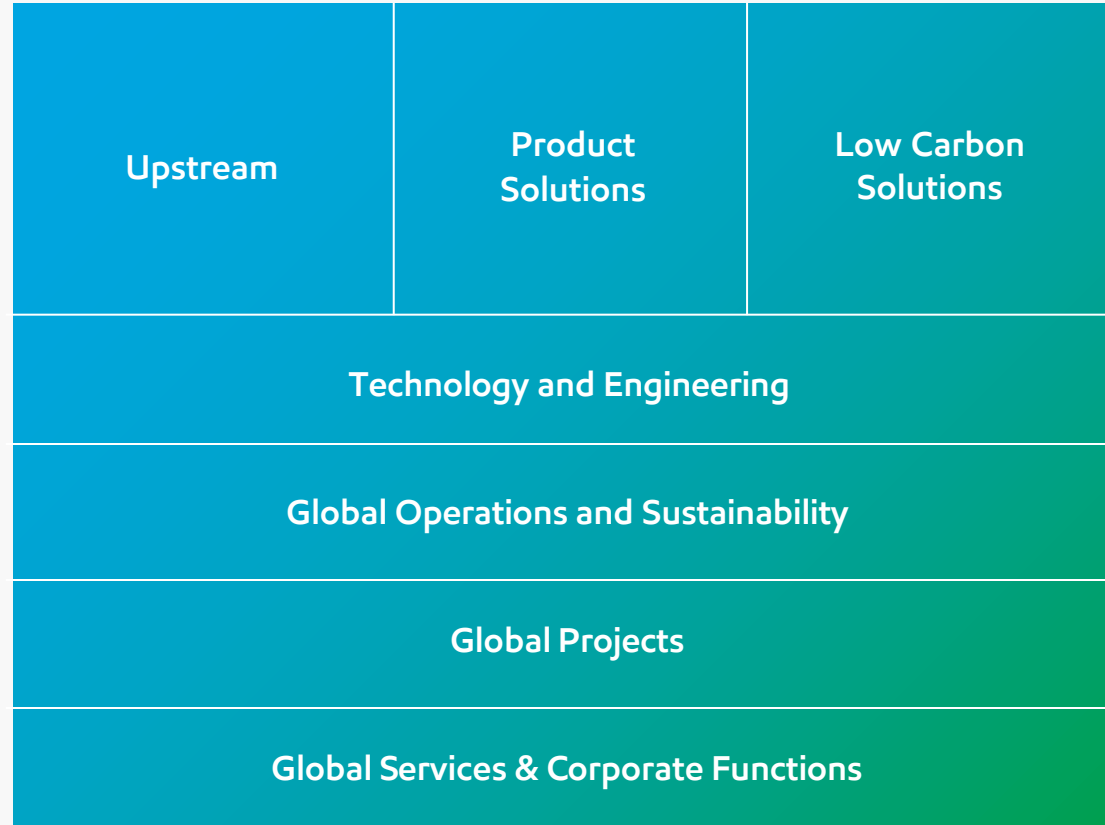 Upstream
Product
Solutions
Low Carbon
Solutions
Technology and Engineering
Global Operations and Sustainability
Global Projects
Global Services & Corporate Functions